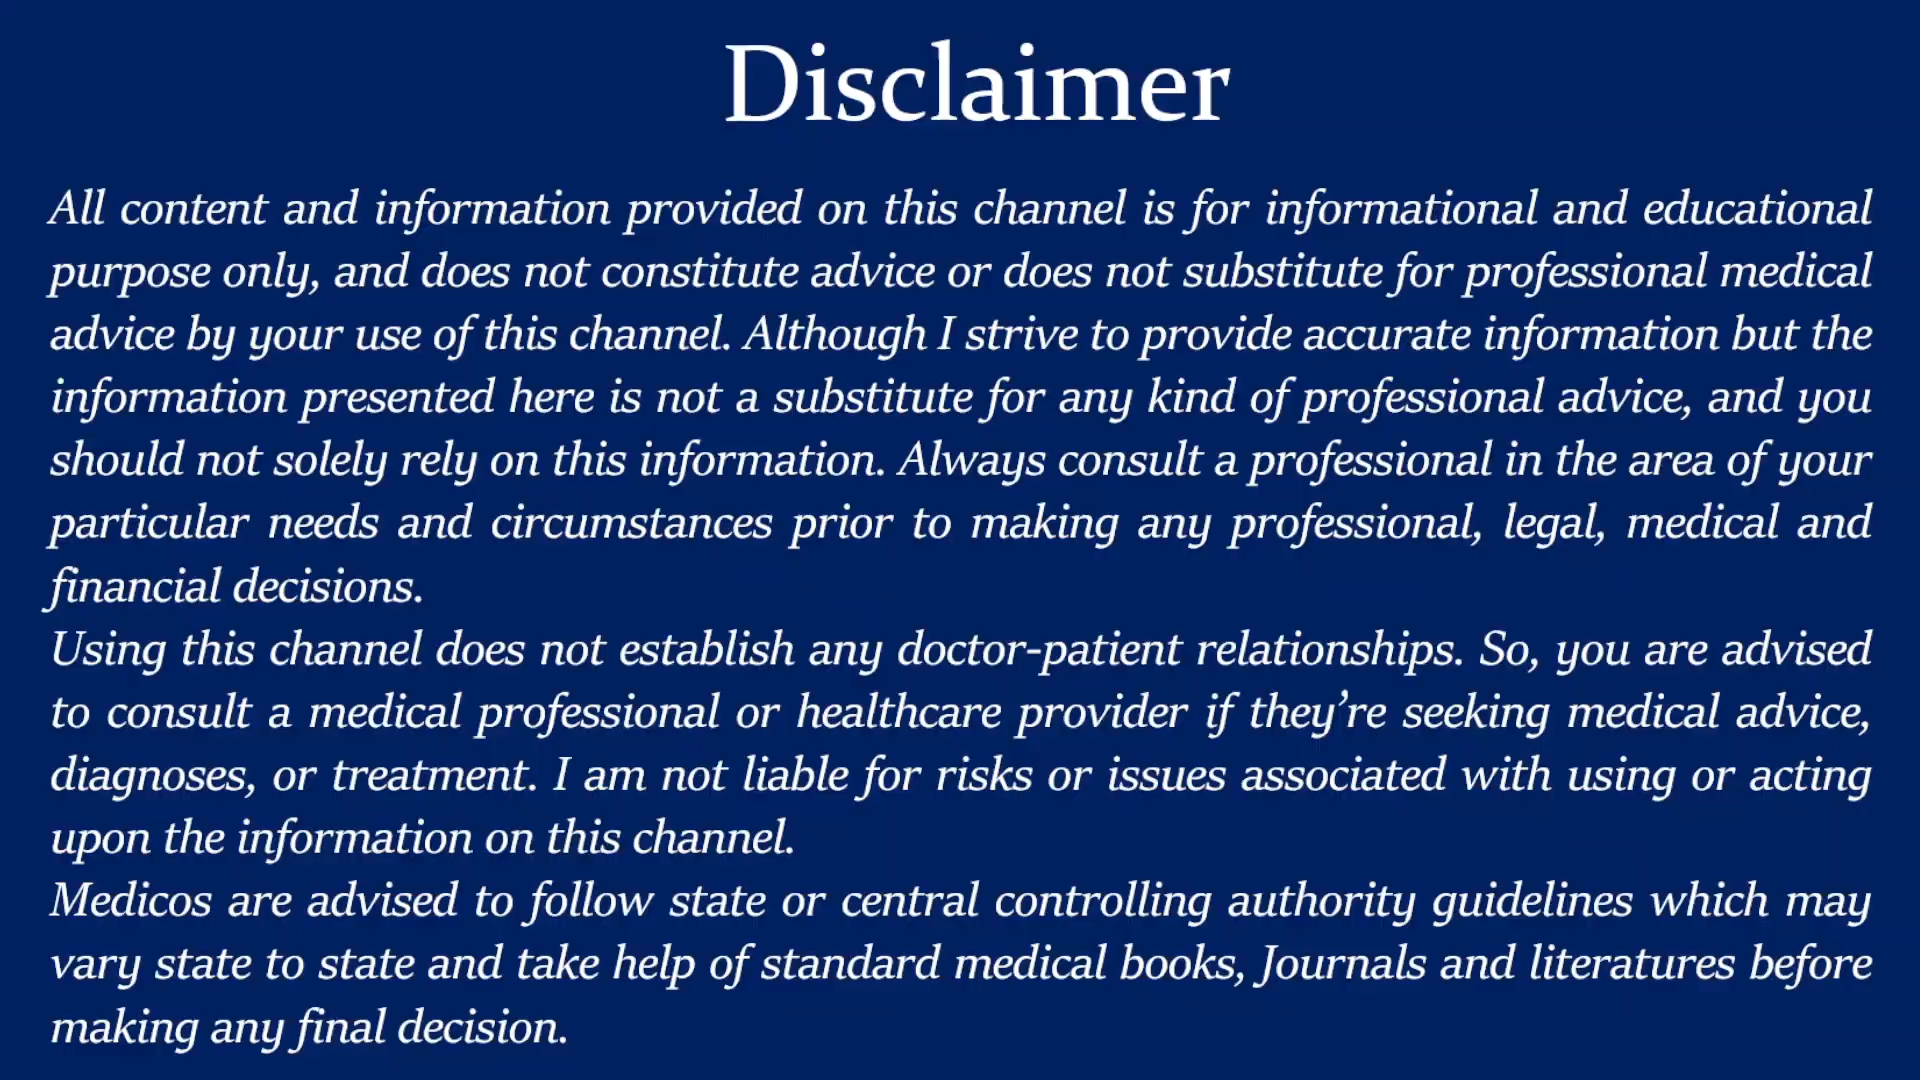 Disclaimer
All content and information provided on this channel is for informational and educational
purpose only, and does not constitute advice or does not substitute for professional medical
advice by your use of this channel. Although I strive to provide accurate information but the
information presented here is not a substitute for any kind of professional advice, and you
should not solely rely on this information. Always consult a professional in the area of your
particular needs and circumstances prior to making any professional, legal, medical and
financial decisions.
Using this channel does not establish any doctor-patient relationships. So, you are advised
to consult a medical professional or healthcare provider if they’re seeking medical advice,
diagnoses, or treatment. I am not liable for risks or issues associated with using or acting
upon the information on this channel.
Medicos are advised to follow state or central controlling authority guidelines which may
vary state to state and take help of standard medical books, Journals and literatures before
making any final decision.